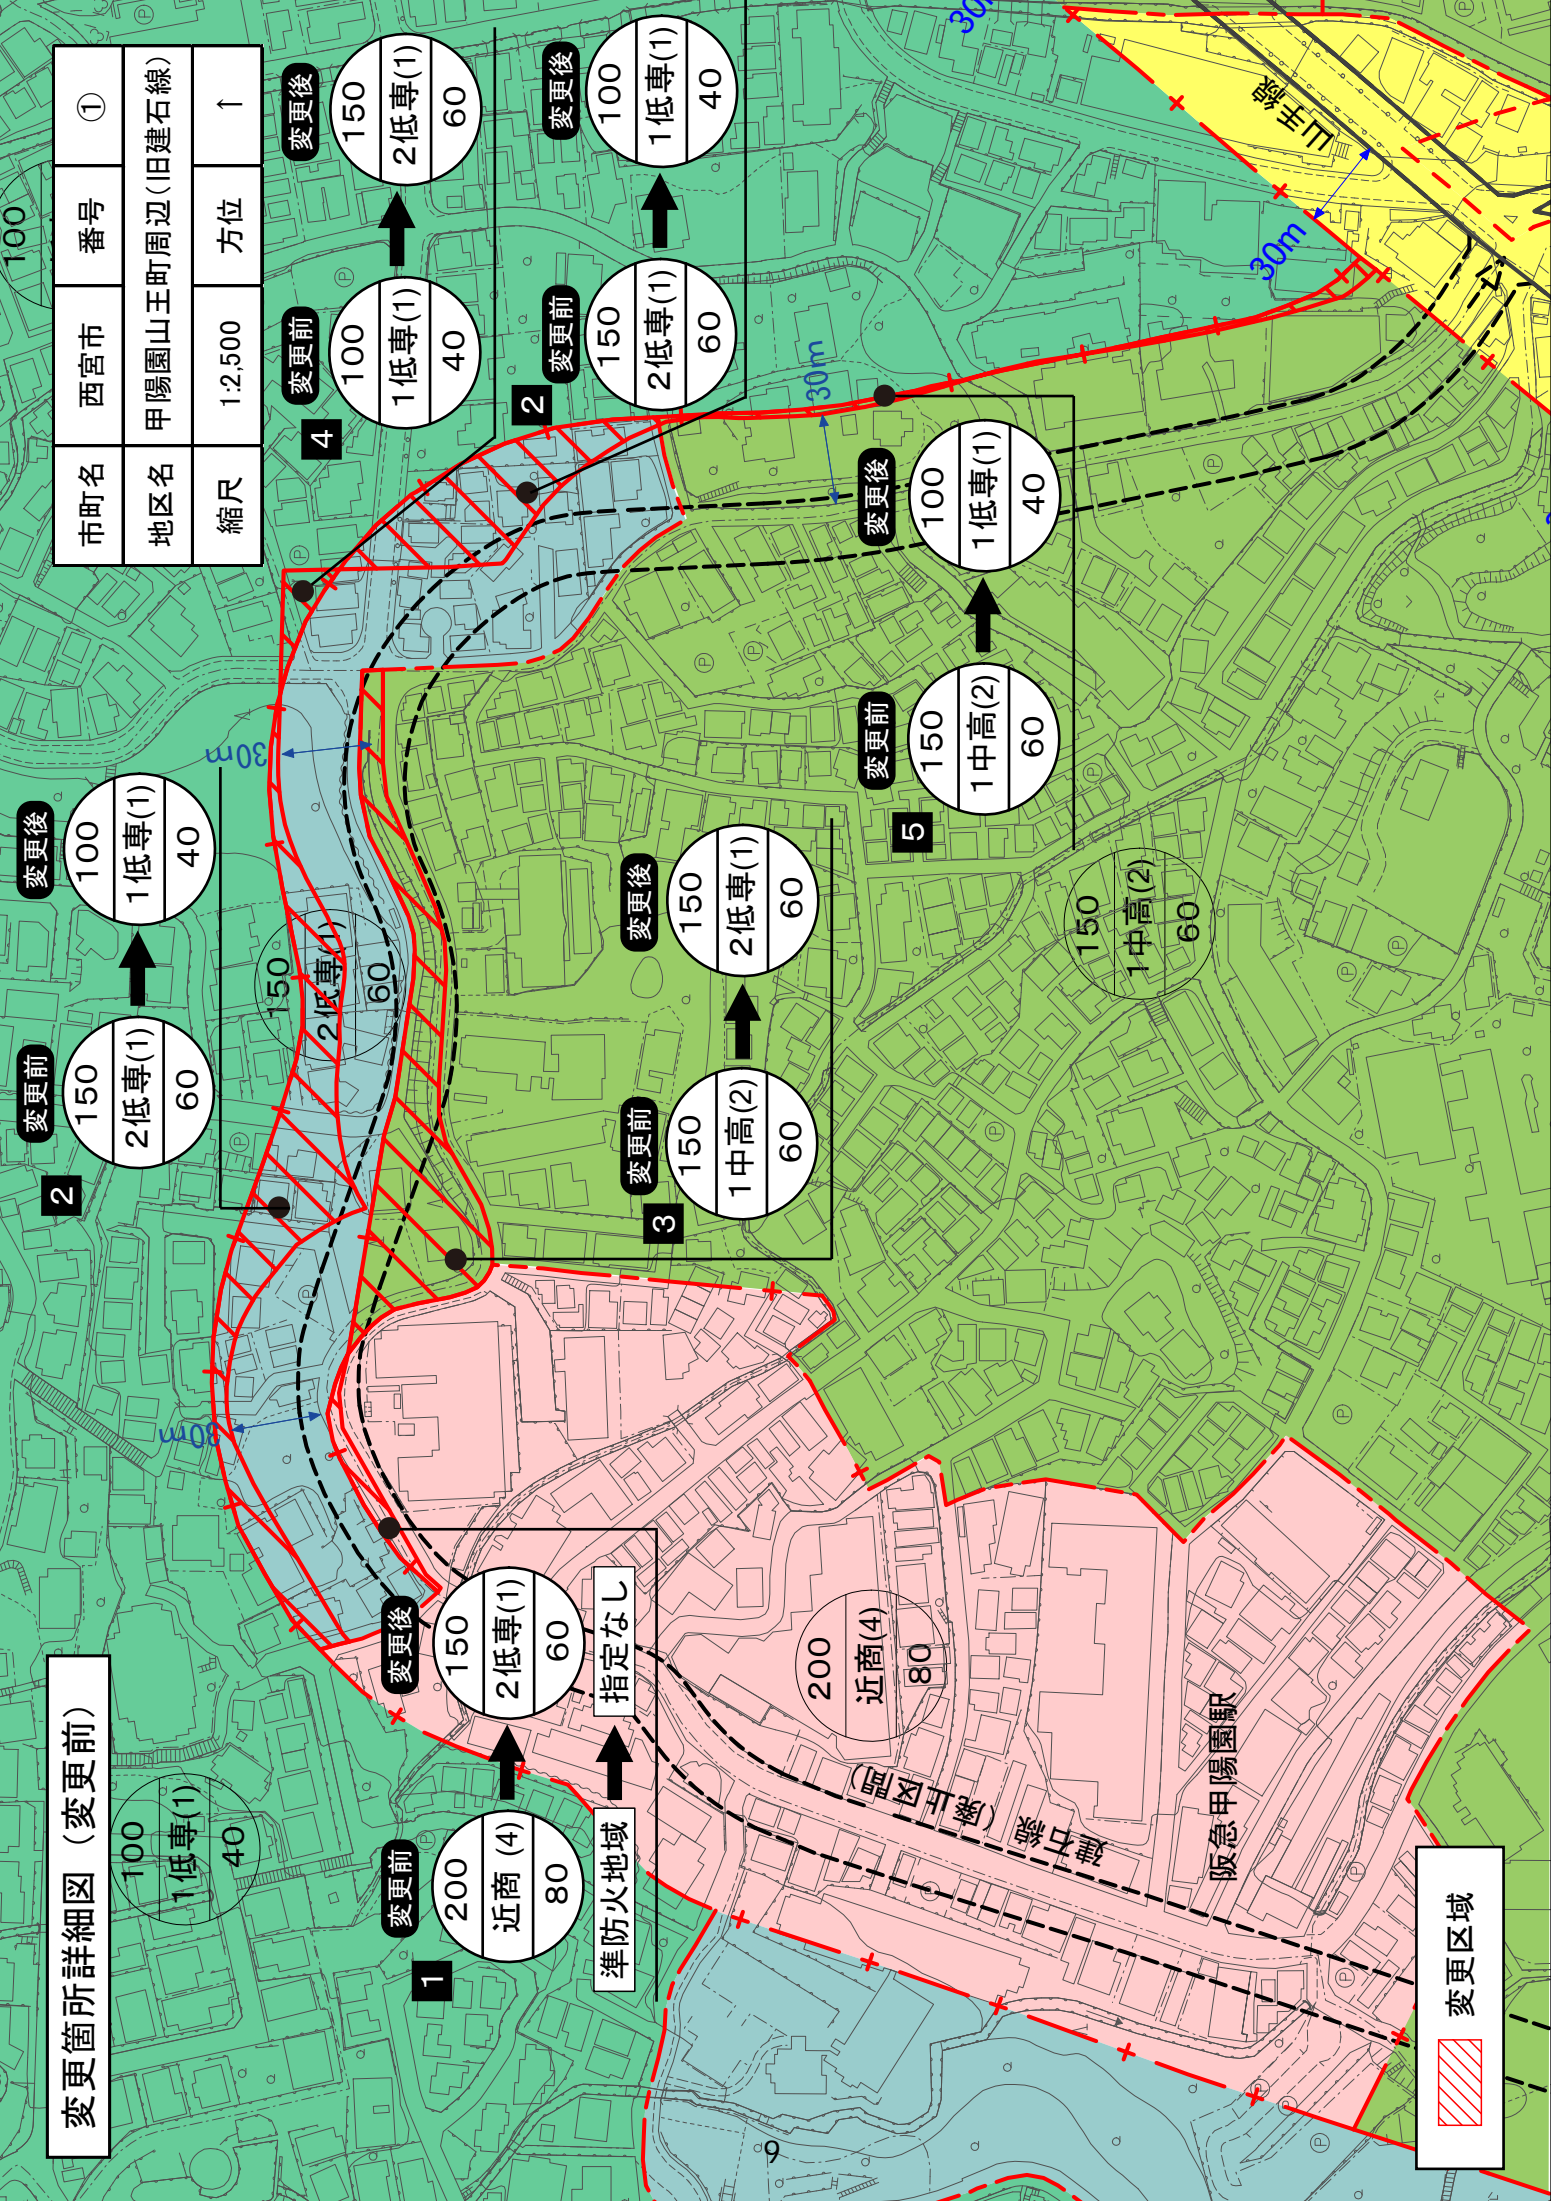 変更箇所詳細図（変更前）
市町名 西宮市 番号 ①
地区名 甲陽園山王町周辺（旧建石線）
縮尺 1:2,500 方位 ↑
100
100
1低専(1)
40
2
変更前
150
2低専(1)
60
変更後
100
1低専(1)
40
4
変更前
100
1低専(1)
40
変更後
150
2低専(1)
60
2
変更前
150
2低専(1)
60
変更後
100
1低専(1)
40
1
変更前
200
近商 (4)
80
準防火地域
変更後
150
2低専(1)
60
指定なし
3
変更前
150
1中高(2)
60
変更後
150
2低専(1)
60
5
変更前
150
1中高(2)
60
変更後
100
1低専(1)
40
150
2低専(1)
60
200
近商(4)
80
150
1中高(2)
60
30m
30m
30m
30m
山手線
建石線（廃止区間）
阪急甲陽園駅
変更区域
9